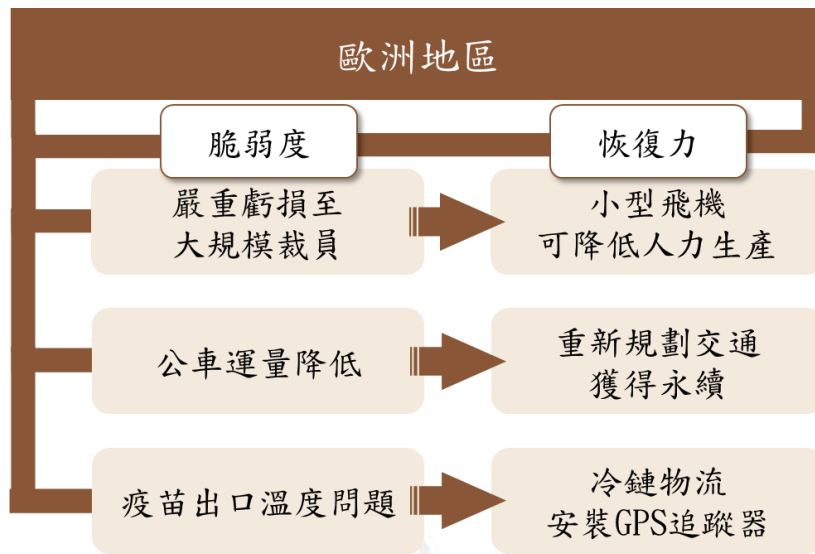 歐洲地區
脆弱度
恢復力
嚴重虧損至
大規模裁員
小型飛機
可降低人力生產
公車運量降低
重新規劃交通
獲得永續
疫苗出口溫度問題
冷鏈物流
安裝GPS追蹤器